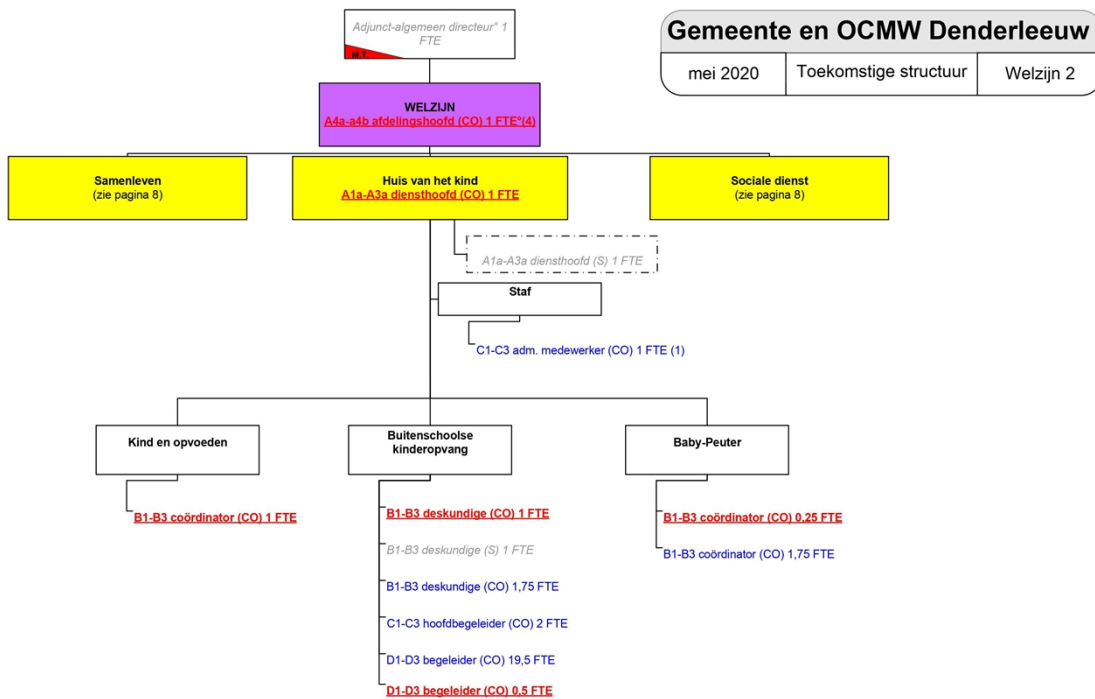 Adjunct-algemeen directeur° 1
FTE
M.T.
Gemeente en OCMW Denderleeuw
mei 2020
Toekomstige structuur
Welzijn 2
WELZIJN
A4a-a4b afdelingshoofd (CO) 1 FTE°(4)
Samenleven
(zie pagina 8)
Huis van het kind
A1a-A3a diensthoofd (CO) 1 FTE
Sociale dienst
(zie pagina 8)
A1a-A3a diensthoofd (S) 1 FTE
Staf
C1-C3 adm. medewerker (CO) 1 FTE (1)
Kind en opvoeden
B1-B3 coördinator (CO) 1 FTE
Buitenschoolse
kinderopvang
B1-B3 deskundige (CO) 1 FTE
B1-B3 deskundige (S) 1 FTE
B1-B3 deskundige (CO) 1,75 FTE
C1-C3 hoofdbegeleider (CO) 2 FTE
D1-D3 begeleider (CO) 19,5 FTE
D1-D3 begeleider (CO) 0,5 FTE
Baby-Peuter
B1-B3 coördinator (CO) 0,25 FTE
B1-B3 coördinator (CO) 1,75 FTE